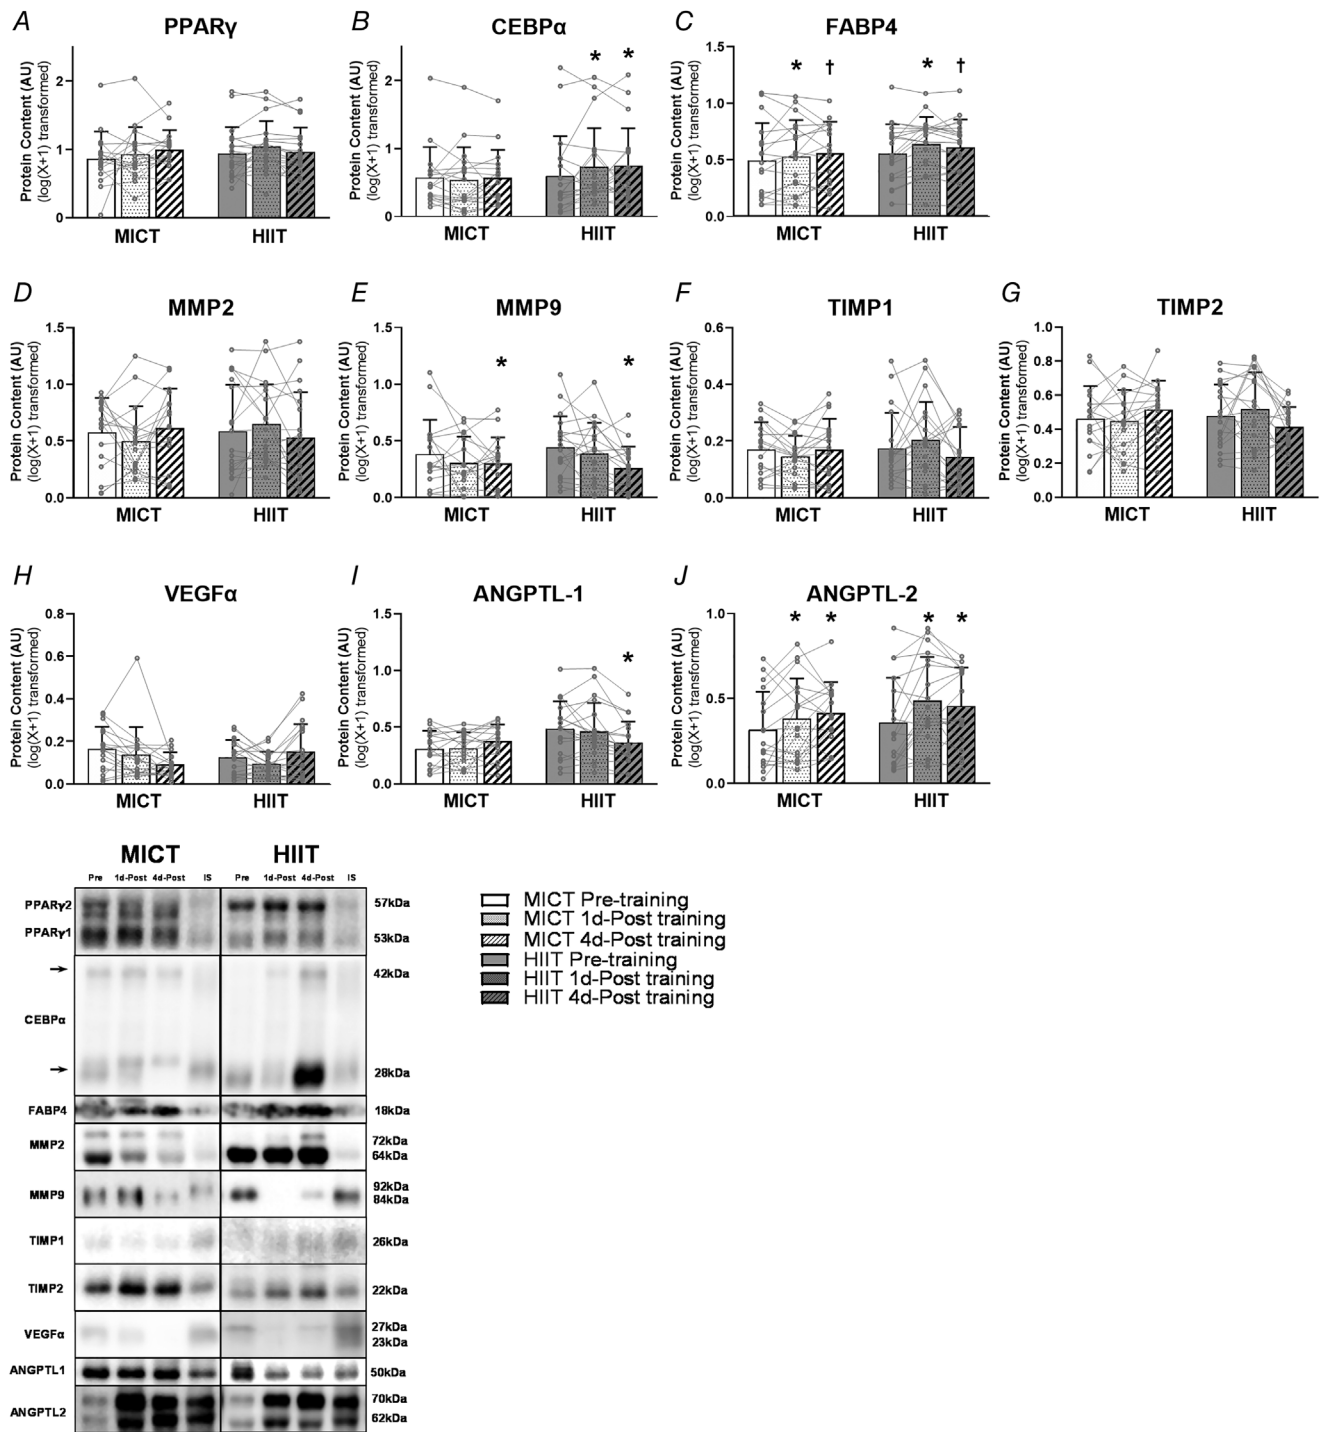 A PPARγ
B CEBPα
C FABP4
Protein Content (AU)
(log(X+1) transformed)
2
1
0
MICT HIIT
Protein Content (AU)
(log(X+1) transformed)
2
1
0
* *
MICT HIIT
Protein Content (AU)
(log(X+1) transformed)
1.5
1.0
0.5
0.0
* † * †
MICT HIIT
D MMP2
E MMP9
F TIMP1
G TIMP2
Protein Content (AU)
(log(X+1) transformed)
1.5
1.0
0.5
0.0
MICT HIIT
Protein Content (AU)
(log(X+1) transformed)
1.5
1.0
0.5
0.0
* *
MICT HIIT
Protein Content (AU)
(log(X+1) transformed)
0.6
0.4
0.2
0.0
MICT HIIT
Protein Content (AU)
(log(X+1) transformed)
1.0
0.8
0.6
0.4
0.2
0.0
MICT HIIT
H VEGFα
I ANGPTL-1
J ANGPTL-2
Protein Content (AU)
(log(X+1) transformed)
0.8
0.6
0.4
0.2
0.0
MICT HIIT
Protein Content (AU)
(log(X+1) transformed)
1.5
1.0
0.5
0.0
*
MICT HIIT
Protein Content (AU)
(log(X+1) transformed)
1.0
0.5
0.0
* * * *
MICT HIIT
MICT HIIT
Pre 1d-Post 4d-Post IS Pre 1d-Post 4d-Post IS
PPARγ2 57kDa
PPARγ1 53kDa
42kDa
CEBPα
28kDa
FABP4 18kDa
MMP2 72kDa
64kDa
MMP9 92kDa
84kDa
TIMP1 26kDa
TIMP2 22kDa
VEGFα 27kDa
23kDa
ANGPTL1 50kDa
ANGPTL2 70kDa
62kDa
MICT Pre-training
MICT 1d-Post training
MICT 4d-Post training
HIIT Pre-training
HIIT 1d-Post training
HIIT 4d-Post training